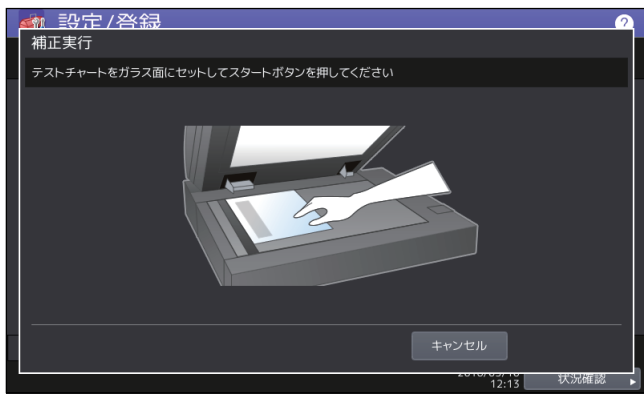 設定/登録
?
補正実行
テストチャートをガラス面にセットしてスタートボタンを押してください
キャンセル
12:13
状況確認